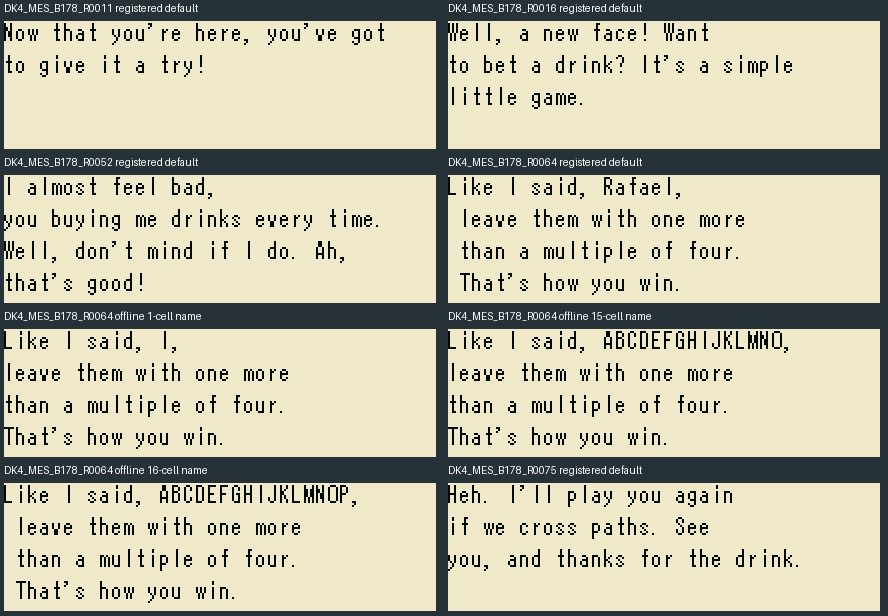 DK4_MES_B178_R0011 registered default
Now that you're here, you've got
to give it a try!
DK4_MES_B178_R0016 registered default
Well, a new face! Want
to bet a drink? It's a simple
little game.
DK4_MES_B178_R0052 registered default
I almost feel bad,
you buying me drinks every time.
Well, don't mind if I do. Ah,
that's good!
DK4_MES_B178_R0064 registered default
Like I said, Rafael,
leave them with one more
than a multiple of four.
That's how you win.
DK4_MES_B178_R0064 offline 1-cell name
Like I said, I,
leave them with one more
than a multiple of four.
That's how you win.
DK4_MES_B178_R0064 offline 15-cell name
Like I said, ABCDEFGHIJKLMNO,
leave them with one more
than a multiple of four.
That's how you win.
DK4_MES_B178_R0064 offline 16-cell name
Like I said, ABCDEFGHIJKLMNOP,
leave them with one more
than a multiple of four.
That's how you win.
DK4_MES_B178_R0075 registered default
Heh. I'll play you again
if we cross paths. See
you, and thanks for the drink.